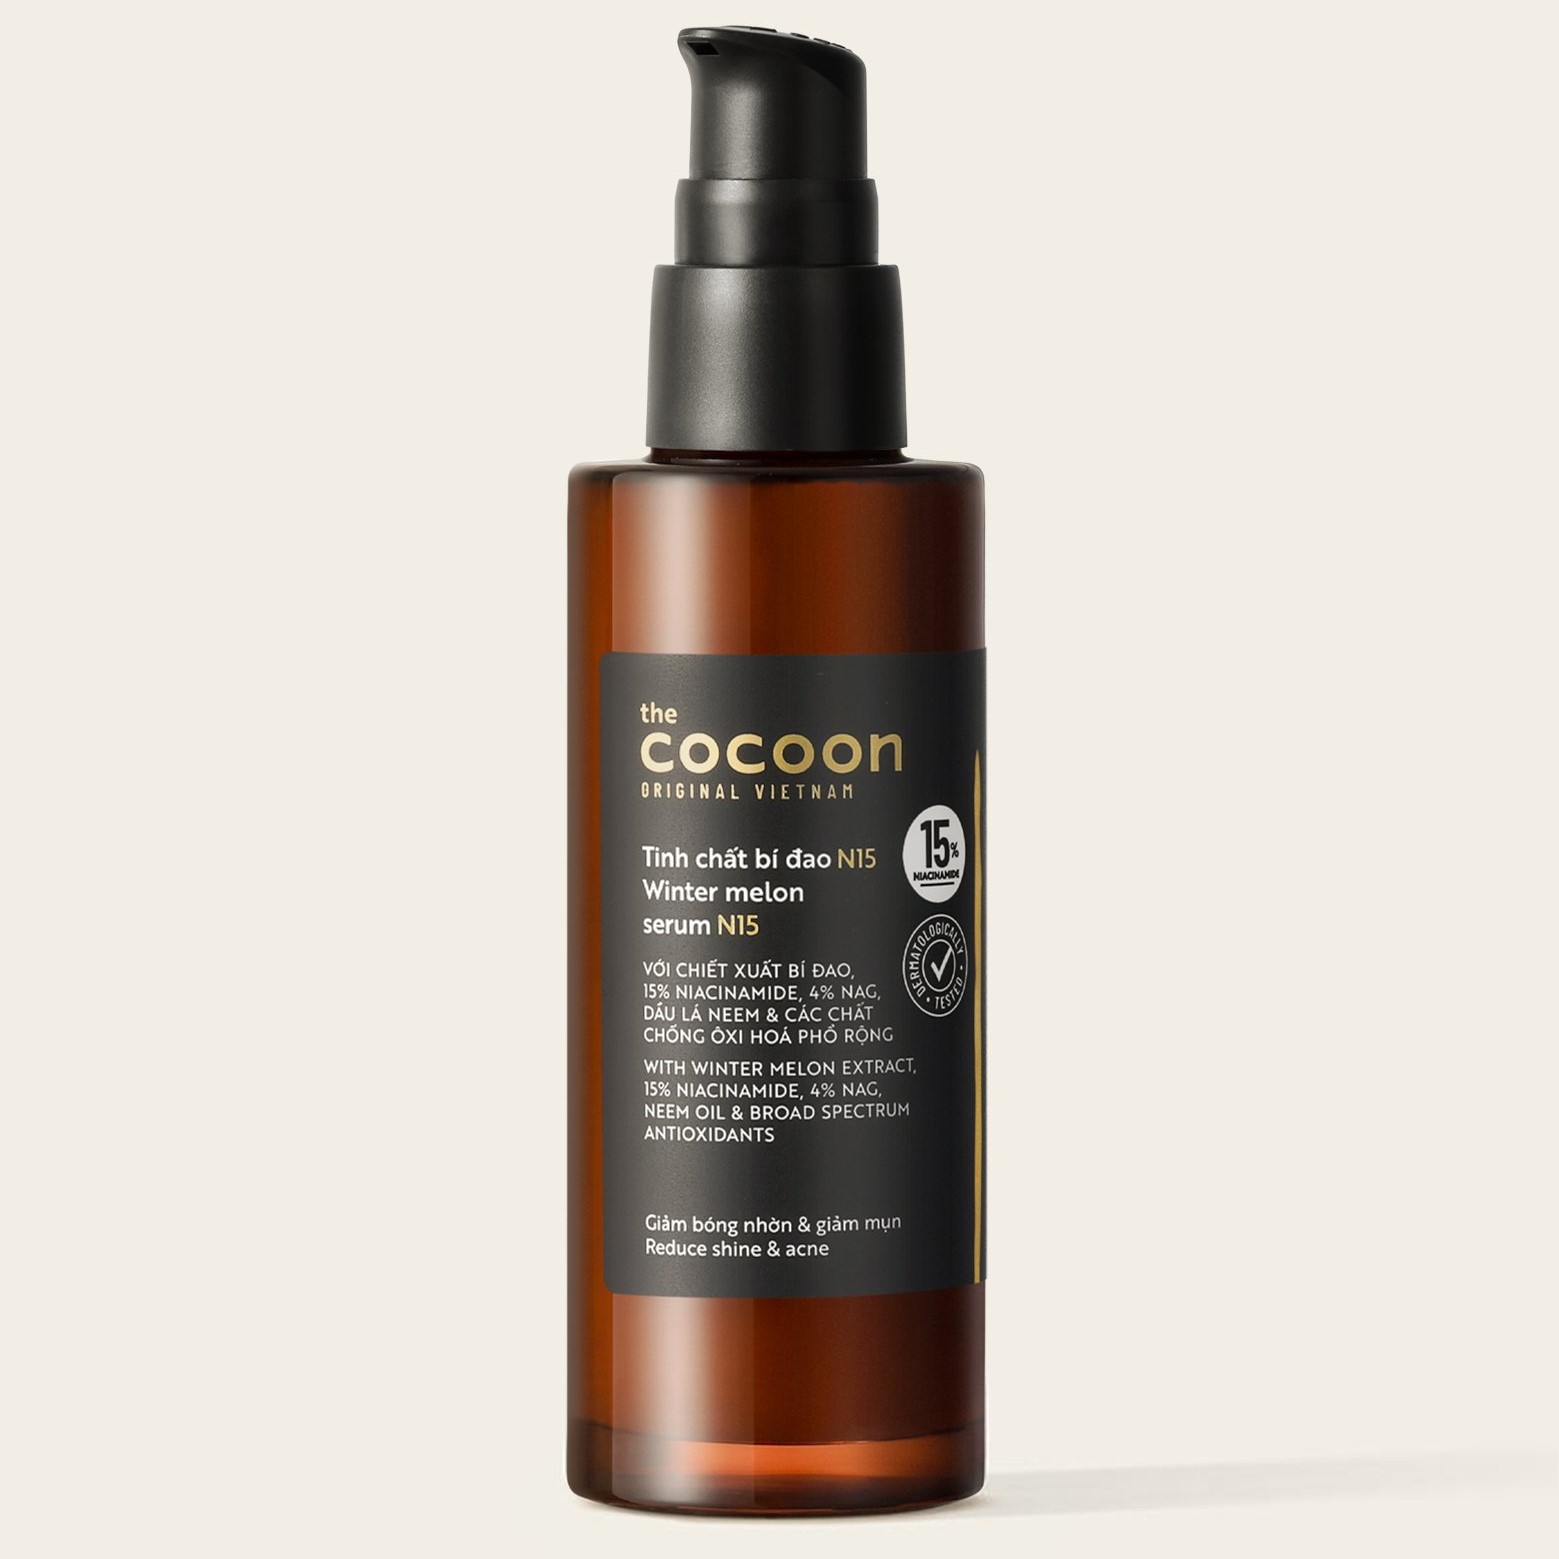 the
cocoon
ORIGINAL VIETNAM
Tinh chất bí đao N15
Winter melon
serum N15
15%
NIACINAMIDE
DERMATOLOGICALLY
• TESTED •
VỚI CHIẾT XUẤT BÍ ĐAO,
15% NIACINAMIDE, 4% NAG,
DẦU LÁ NEEM & CÁC CHẤT
CHỐNG ÔXI HOÁ PHỔ RỘNG
WITH WINTER MELON EXTRACT,
15% NIACINAMIDE, 4% NAG,
NEEM OIL & BROAD SPECTRUM
ANTIOXIDANTS
Giảm bóng nhờn & giảm mụn
Reduce shine & acne